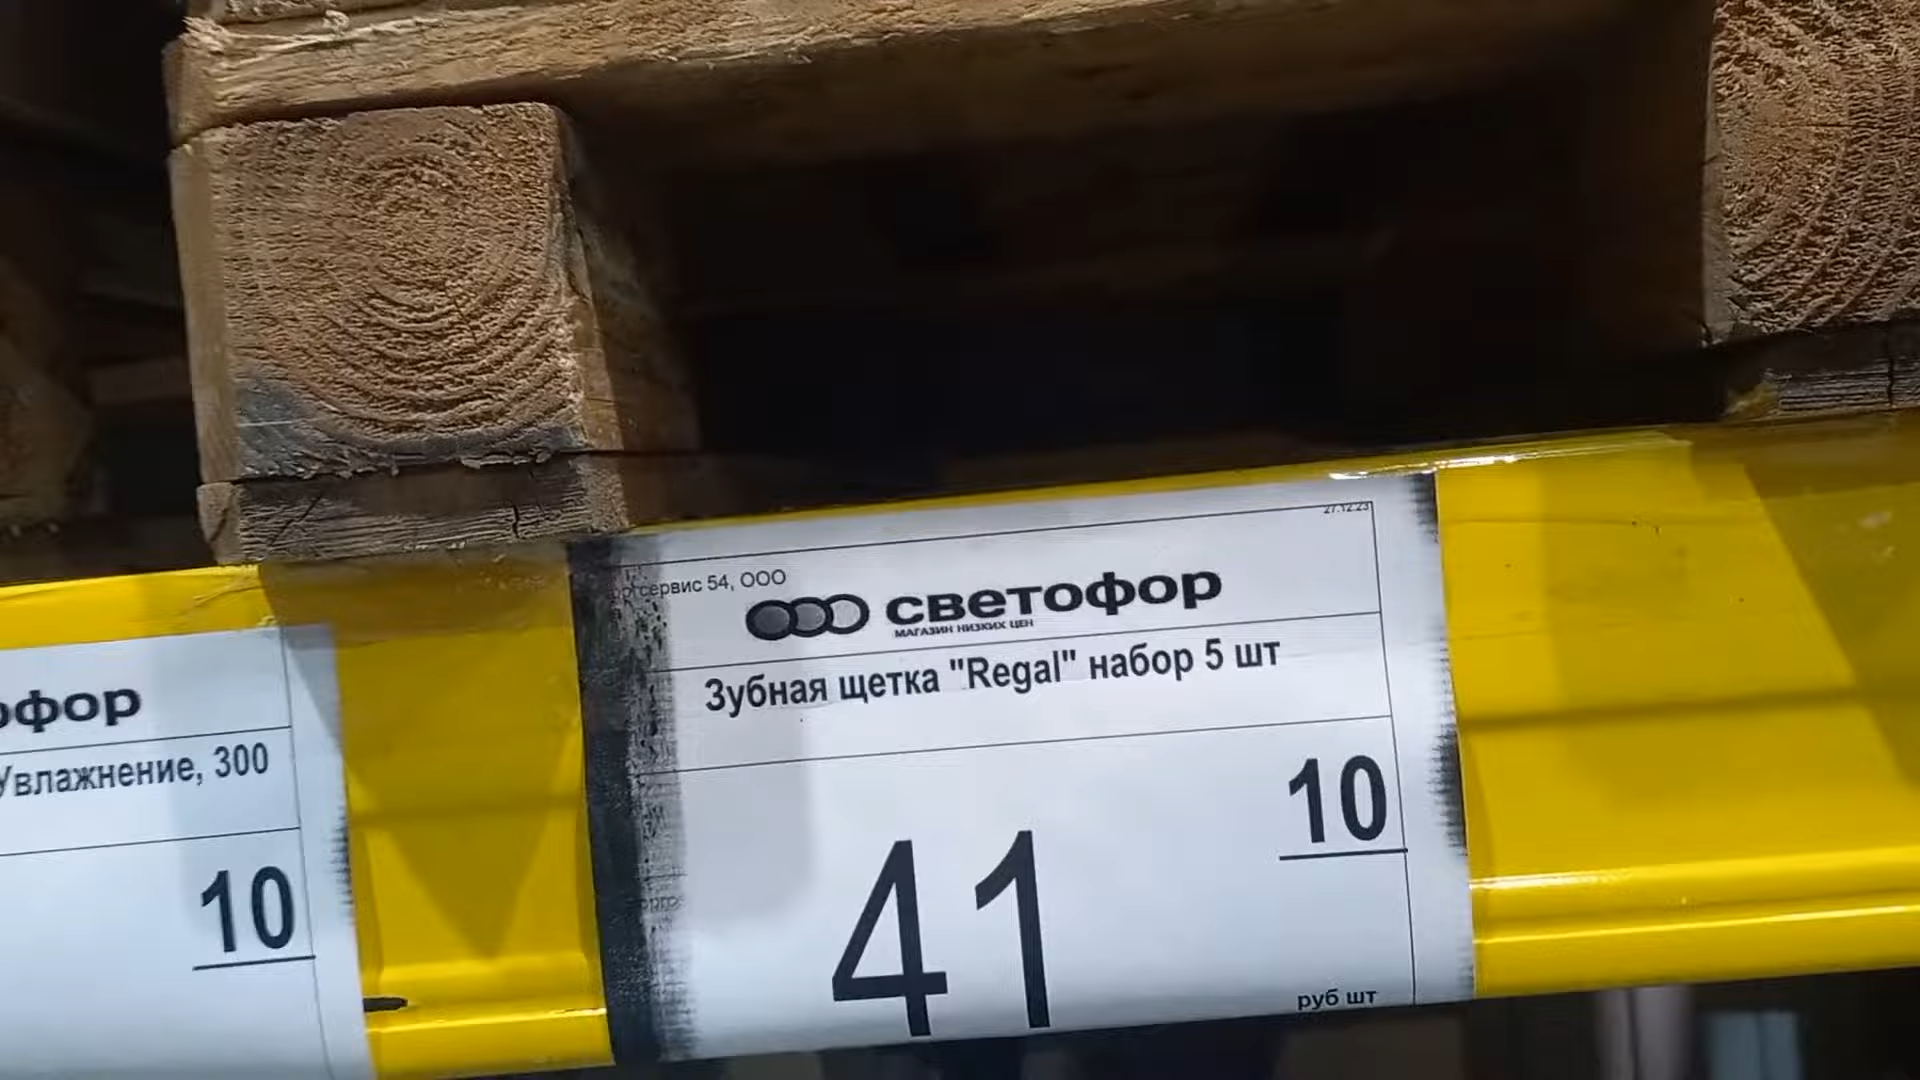 офор
Увлажнение, 300
10
27.12.23
сервис 54, ООО
светофор
МАГАЗИН НИЗКИХ ЦЕН
Зубная щетка "Regal" набор 5 шт
41
10
руб шт